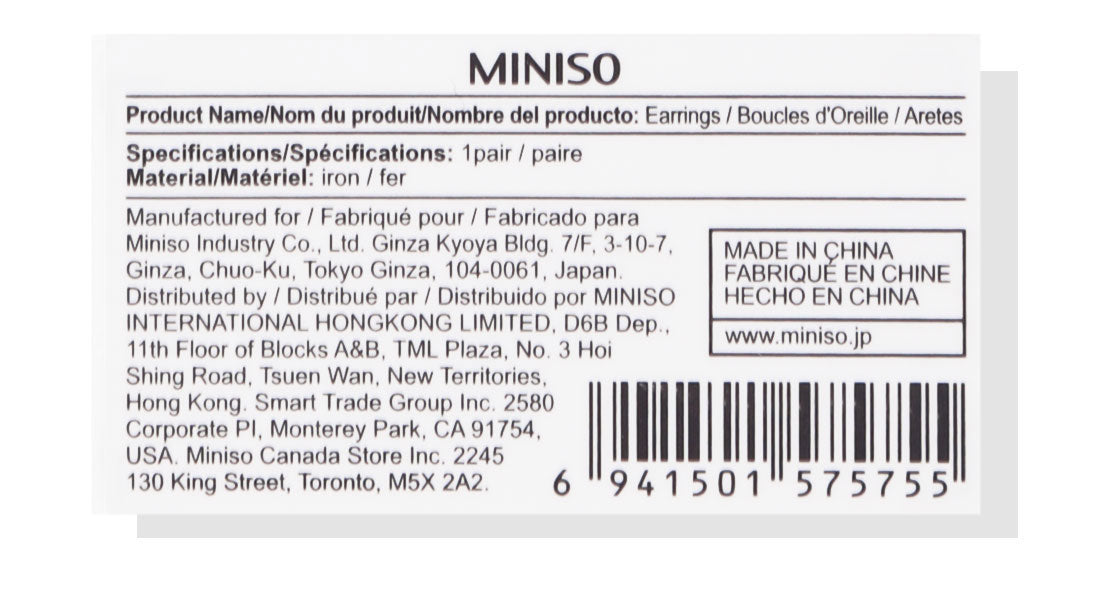 MINISO
Product Name/Nom du produit/Nombre del producto: Earrings / Boucles d'Oreille / Aretes
Specifications/Spécifications: 1pair / paire
Material/Matériel: iron / fer
Manufactured for / Fabriqué pour / Fabricado para
Miniso Industry Co., Ltd. Ginza Kyoya Bldg. 7/F, 3-10-7,
Ginza, Chuo-Ku, Tokyo Ginza, 104-0061, Japan.
Distributed by / Distribué par / Distribuido por MINISO
INTERNATIONAL HONGKONG LIMITED, D6B Dep.,
11th Floor of Blocks A&B, TML Plaza, No. 3 Hoi
Shing Road, Tsuen Wan, New Territories,
Hong Kong. Smart Trade Group Inc. 2580
Corporate Pl, Monterey Park, CA 91754,
USA. Miniso Canada Store Inc. 2245
130 King Street, Toronto, M5X 2A2.
MADE IN CHINA
FABRIQUÉ EN CHINE
HECHO EN CHINA
www.miniso.jp
6 941501 575755